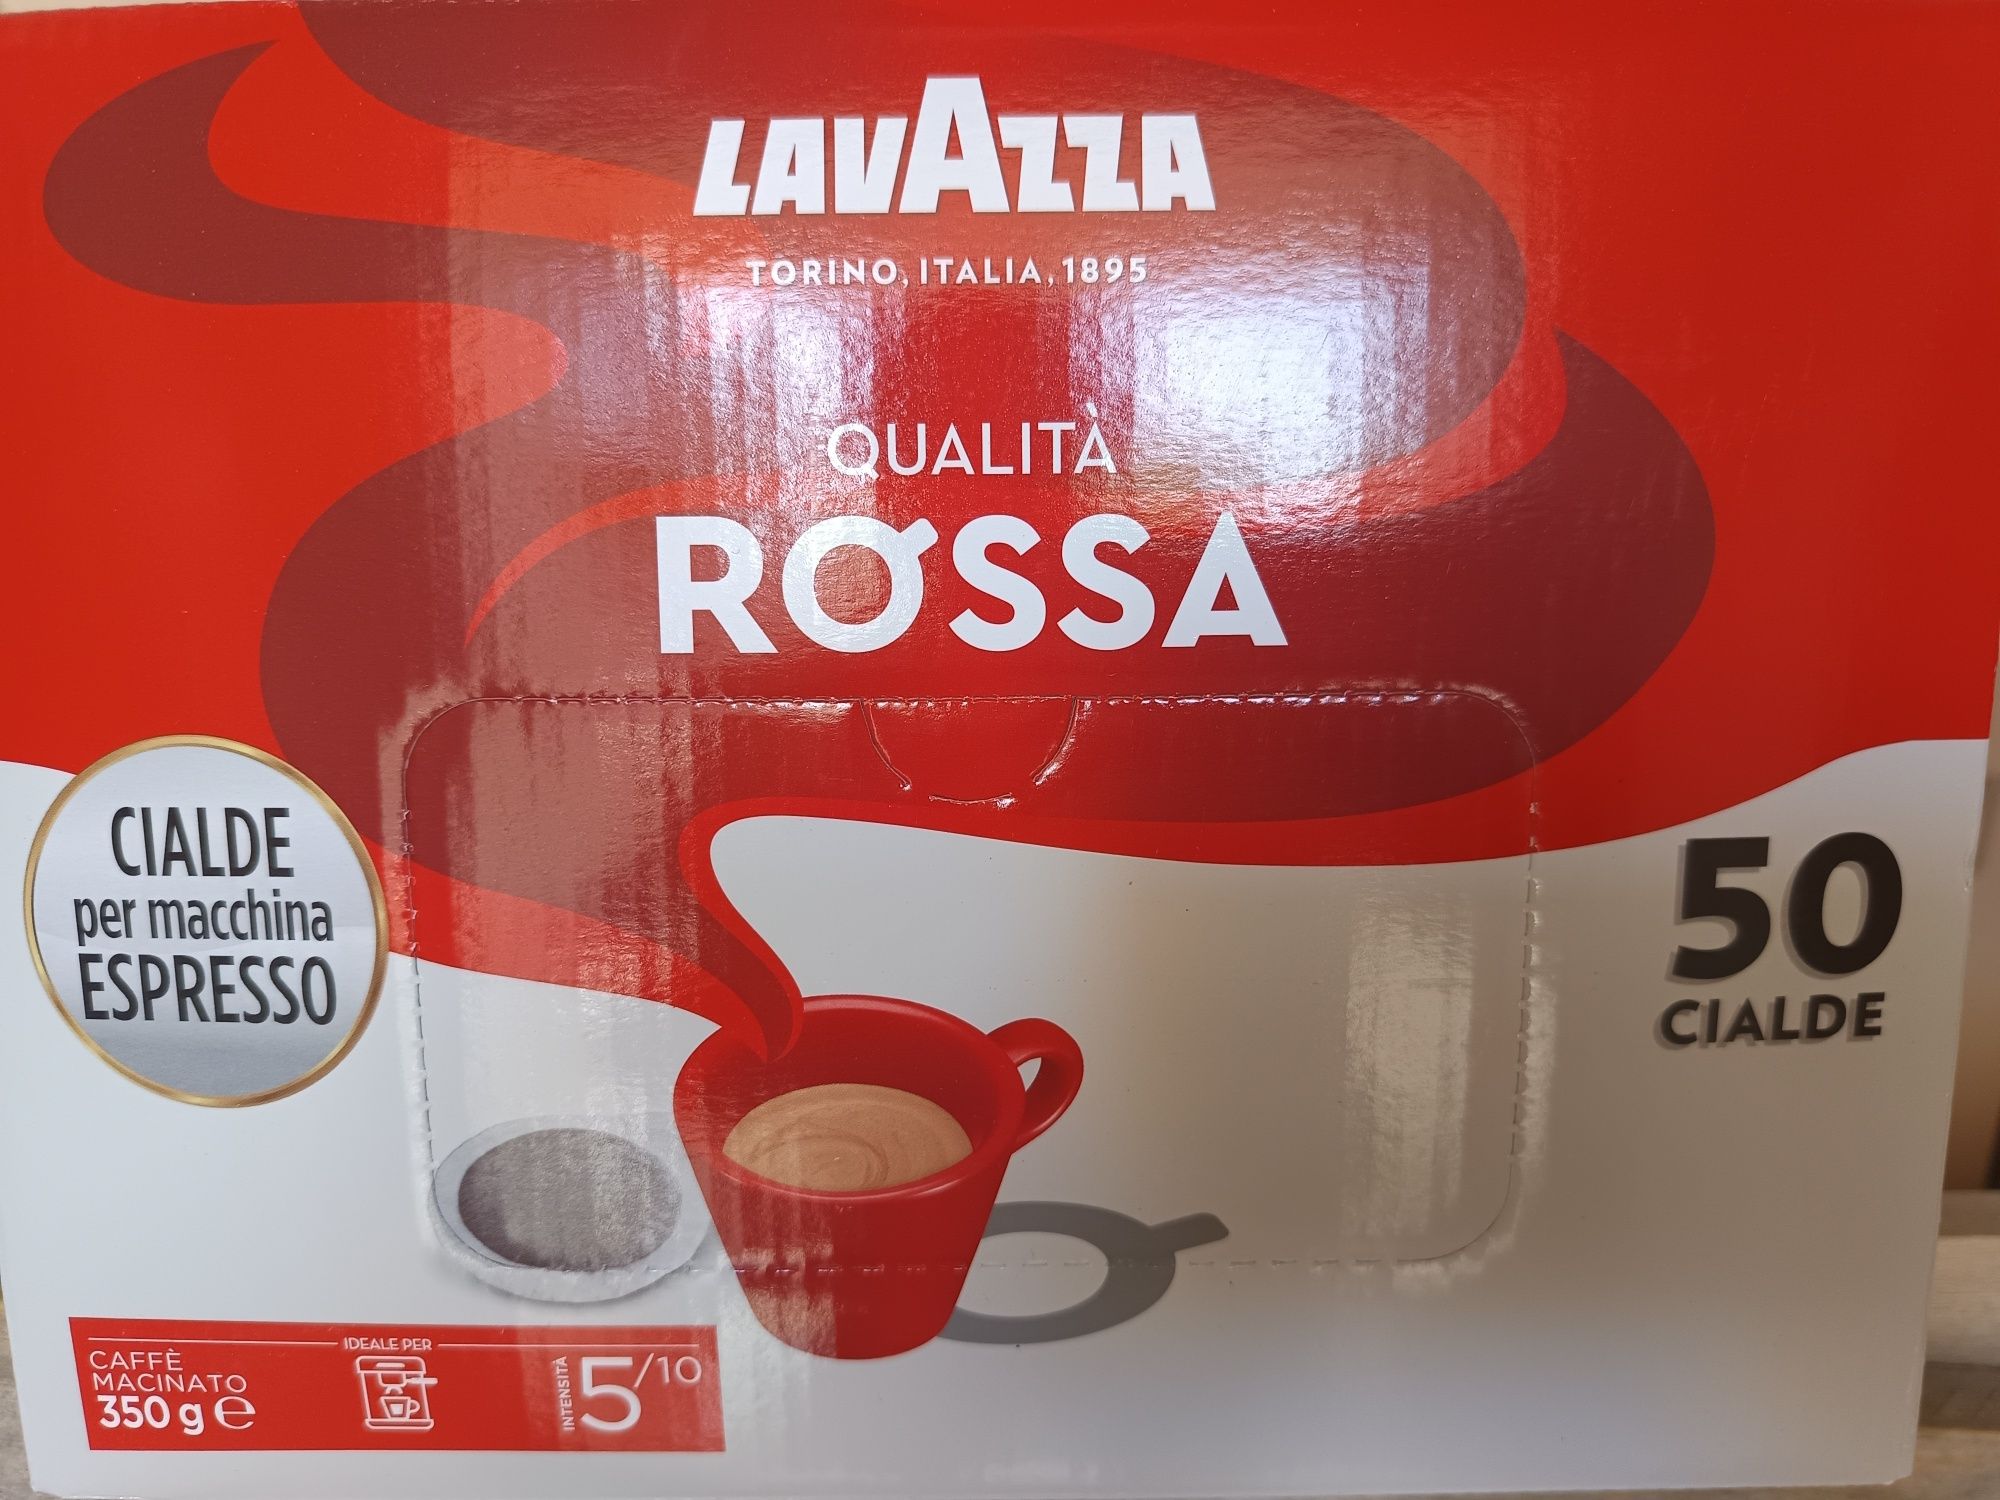 LAVAZZA
TORINO, ITALIA, 1895
QUALITÀ
ROSSA
CIALDE
per macchina
ESPRESSO
50
CIALDE
CAFFÈ
MACINATO
350 g ℮
IDEALE PER
INTENSITÀ
5/10